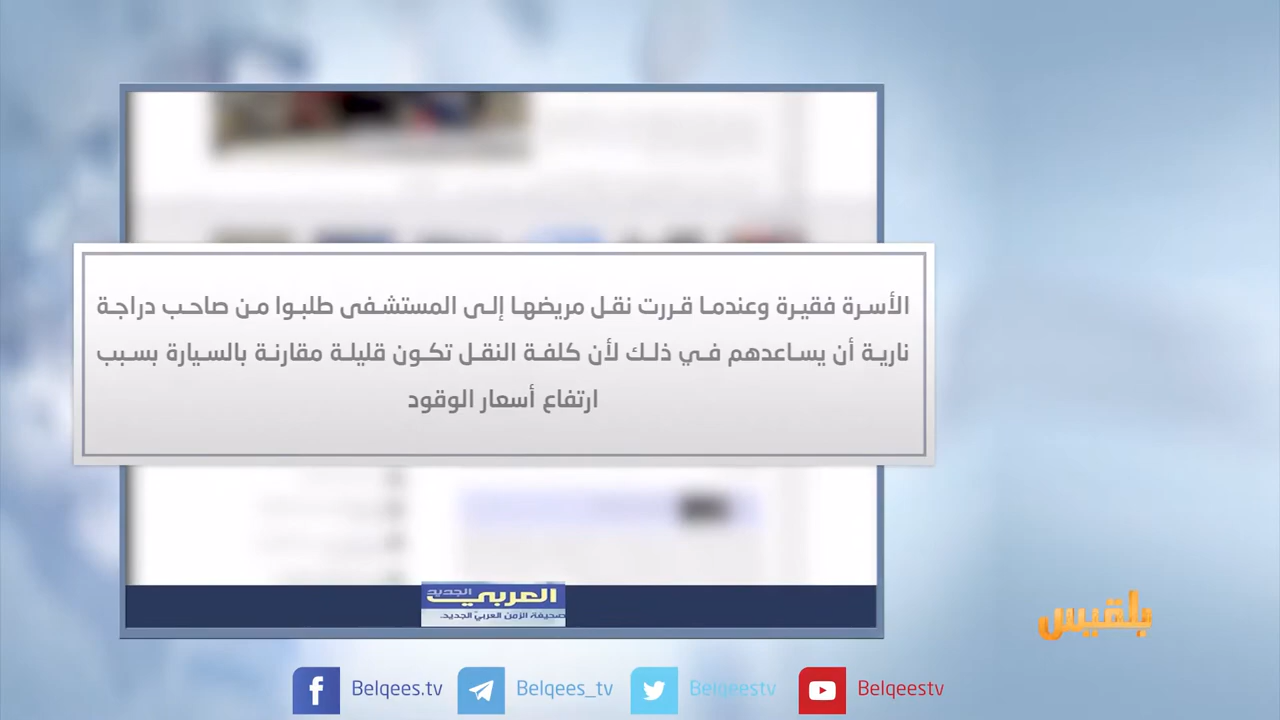 الأسرة فقيرة وعندما قررت نقل مريضها إلى المستشفى طلبوا من صاحب دراجة
نارية أن يساعدهم في ذلك لأن كلفة النقل تكون قليلة مقارنة بالسيارة بسبب
ارتفاع أسعار الوقود
العربي الجديد
صحيفة الزمن العربيّ الجديد.
بلقيس
Belqees.tv
Belqees_tv
Belqeestv
Belqeestv